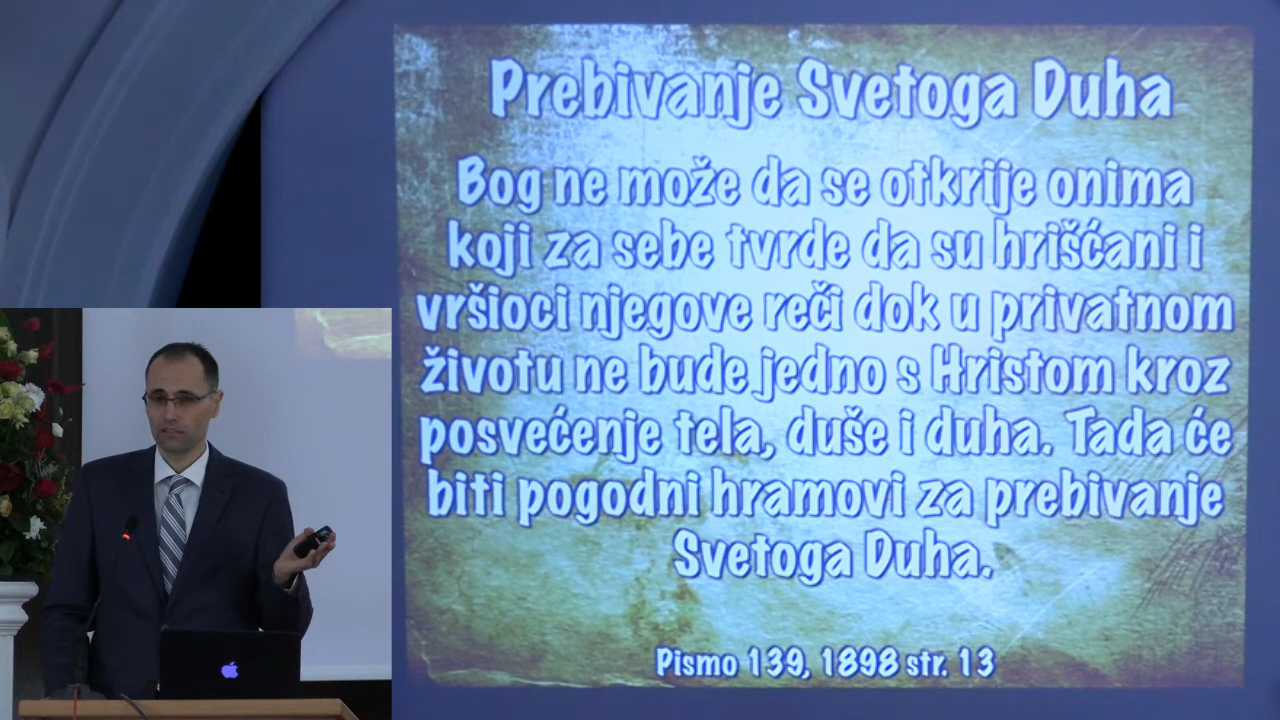 Prebivanje Svetoga Duha
Bog ne može da se otkrije onima
koji za sebe tvrde da su hrišćani i
vršioci njegove reči dok u privatnom
životu ne bude jedno s Hristom kroz
posvećenje tela, duše i duha. Tada će
biti pogodni hramovi za prebivanje
Svetoga Duha.
Pismo 139, 1898 str. 13